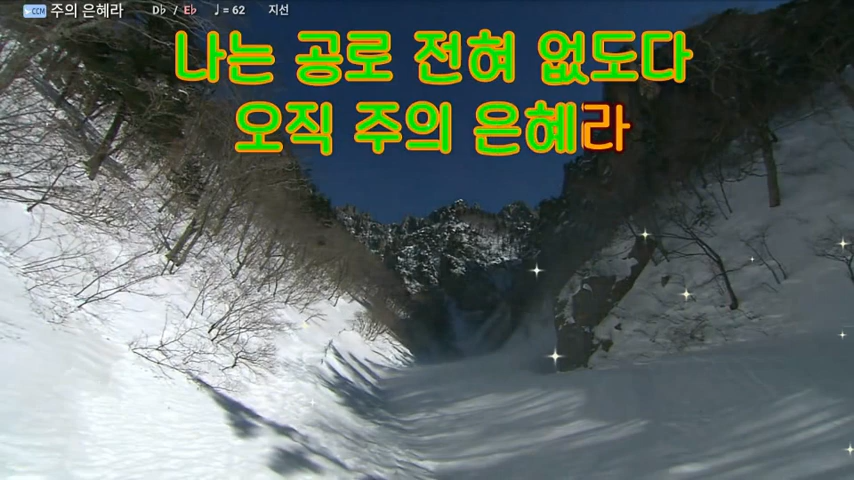 CCM 주의 은혜라 D♭ / E♭ ♩= 62 지선
나는 공로 전혀 없도다
오직 주의 은혜라